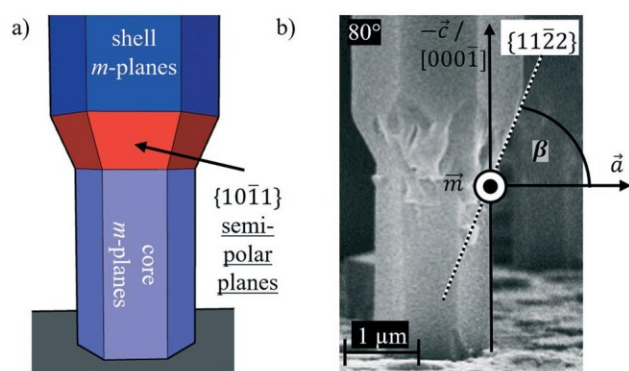 a)
shell
m-planes
{101̄1}
semi-
polar
planes
core
m-planes
b)
80°
−c⃗ /
[0001̄]
{112̄2}
β
a⃗
m⃗
1 µm